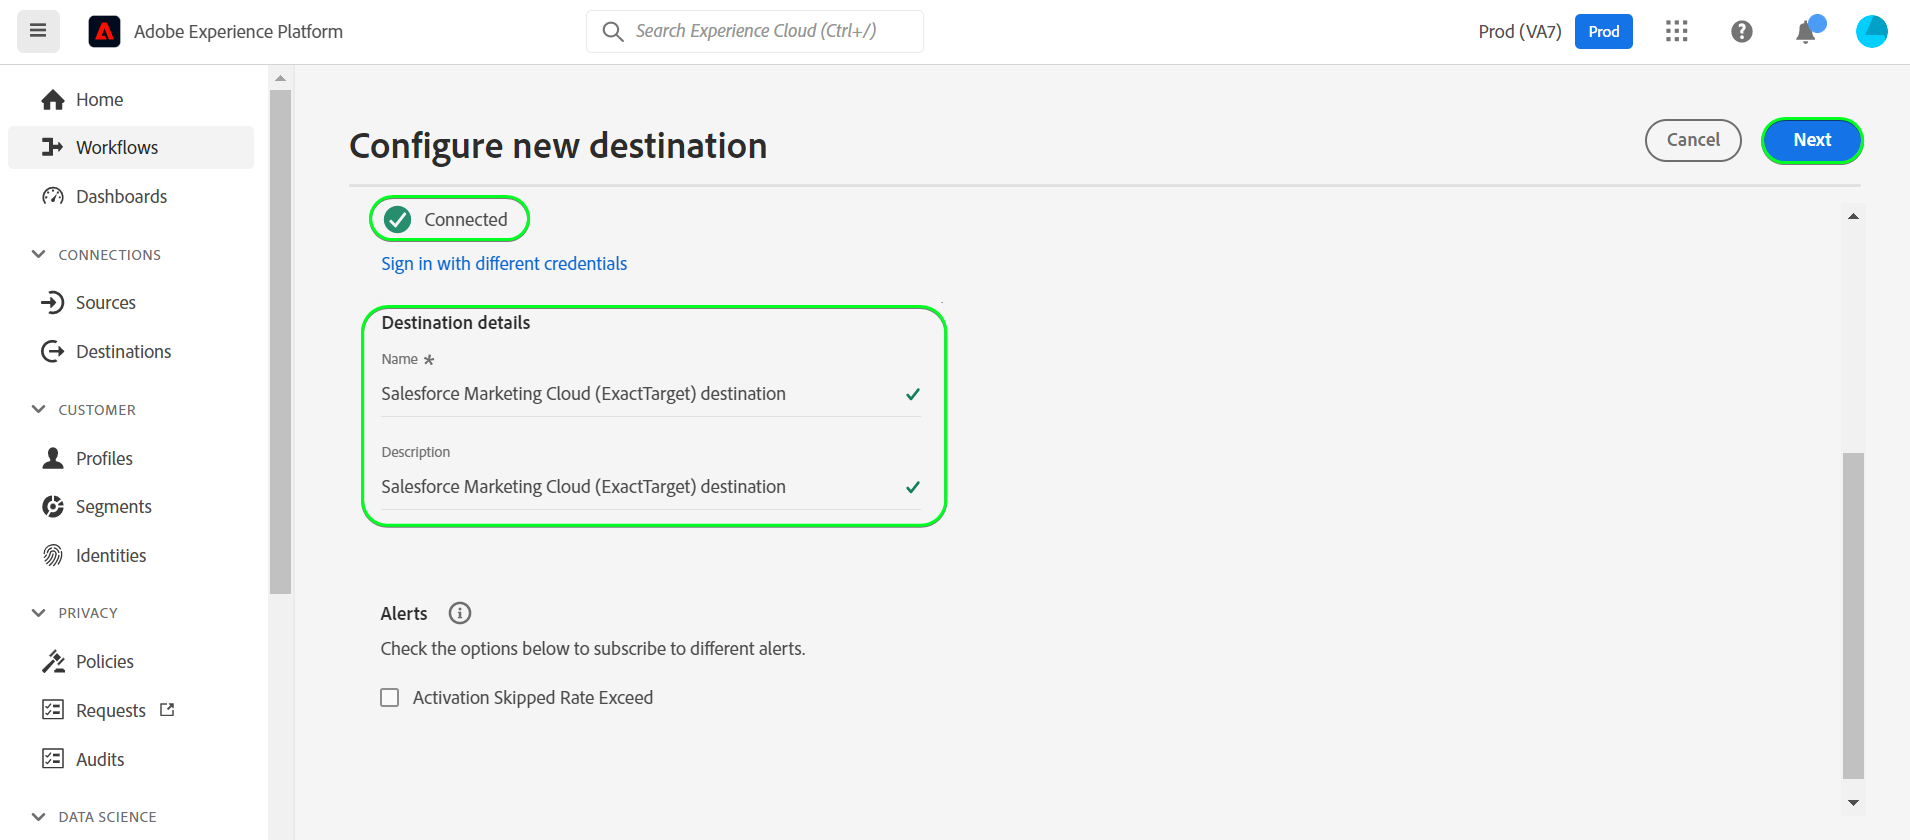 Adobe Experience Platform
Search Experience Cloud (Ctrl+/)
Prod (VA7)
Prod
Home
Workflows
Dashboards
CONNECTIONS
Sources
Destinations
CUSTOMER
Profiles
Segments
Identities
PRIVACY
Policies
Requests
Audits
DATA SCIENCE
Configure new destination
Cancel
Next
Connected
Sign in with different credentials
Destination details
Name *
Salesforce Marketing Cloud (ExactTarget) destination
Description
Salesforce Marketing Cloud (ExactTarget) destination
Alerts
Check the options below to subscribe to different alerts.
Activation Skipped Rate Exceed